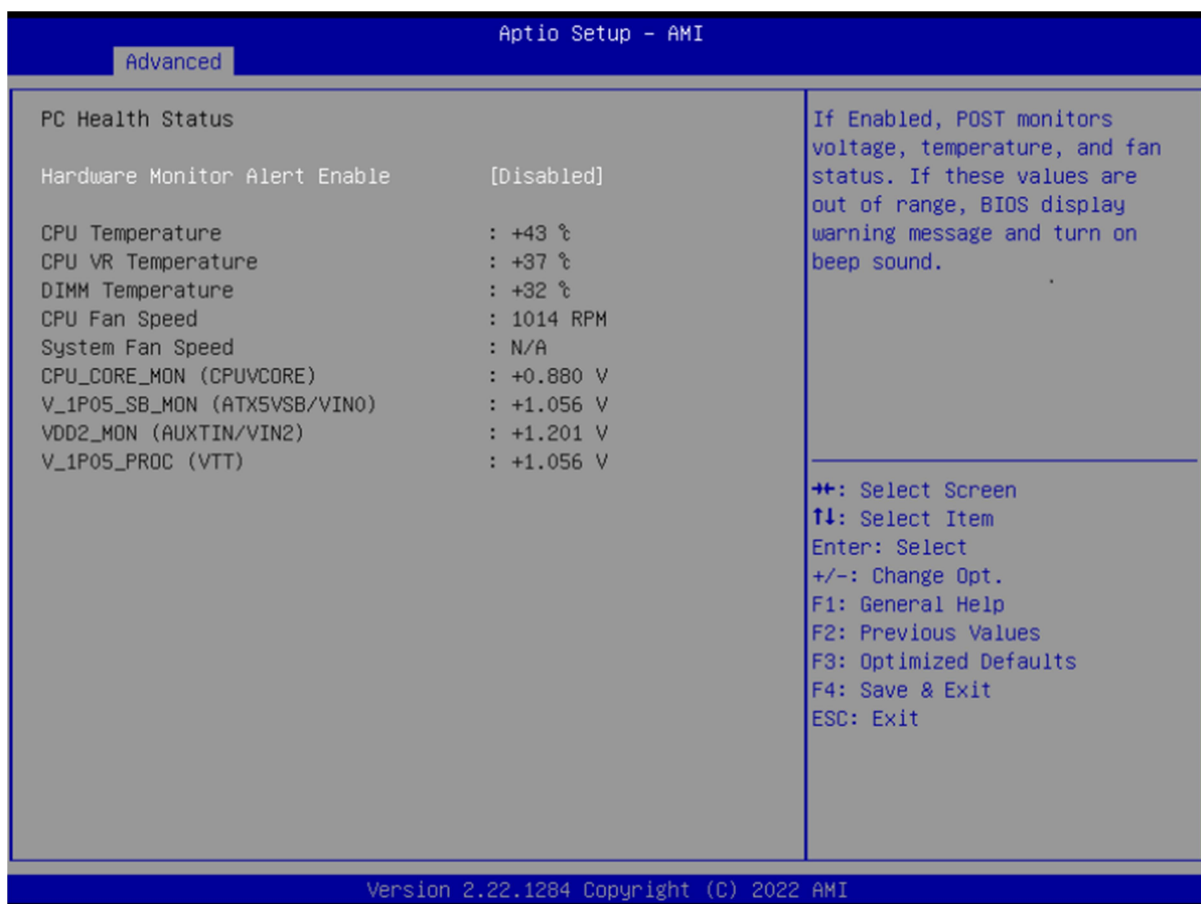 Aptio Setup – AMI
Advanced
PC Health Status
Hardware Monitor Alert Enable [Disabled]
CPU Temperature : +43 ℃
CPU VR Temperature : +37 ℃
DIMM Temperature : +32 ℃
CPU Fan Speed : 1014 RPM
System Fan Speed : N/A
CPU_CORE_MON (CPUVCORE) : +0.880 V
V_1P05_SB_MON (ATX5VSB/VIN0) : +1.056 V
VDD2_MON (AUXTIN/VIN2) : +1.201 V
V_1P05_PROC (VTT) : +1.056 V
If Enabled, POST monitors
voltage, temperature, and fan
status. If these values are
out of range, BIOS display
warning message and turn on
beep sound.
→←: Select Screen
↑↓: Select Item
Enter: Select
+/-: Change Opt.
F1: General Help
F2: Previous Values
F3: Optimized Defaults
F4: Save & Exit
ESC: Exit
Version 2.22.1284 Copyright (C) 2022 AMI